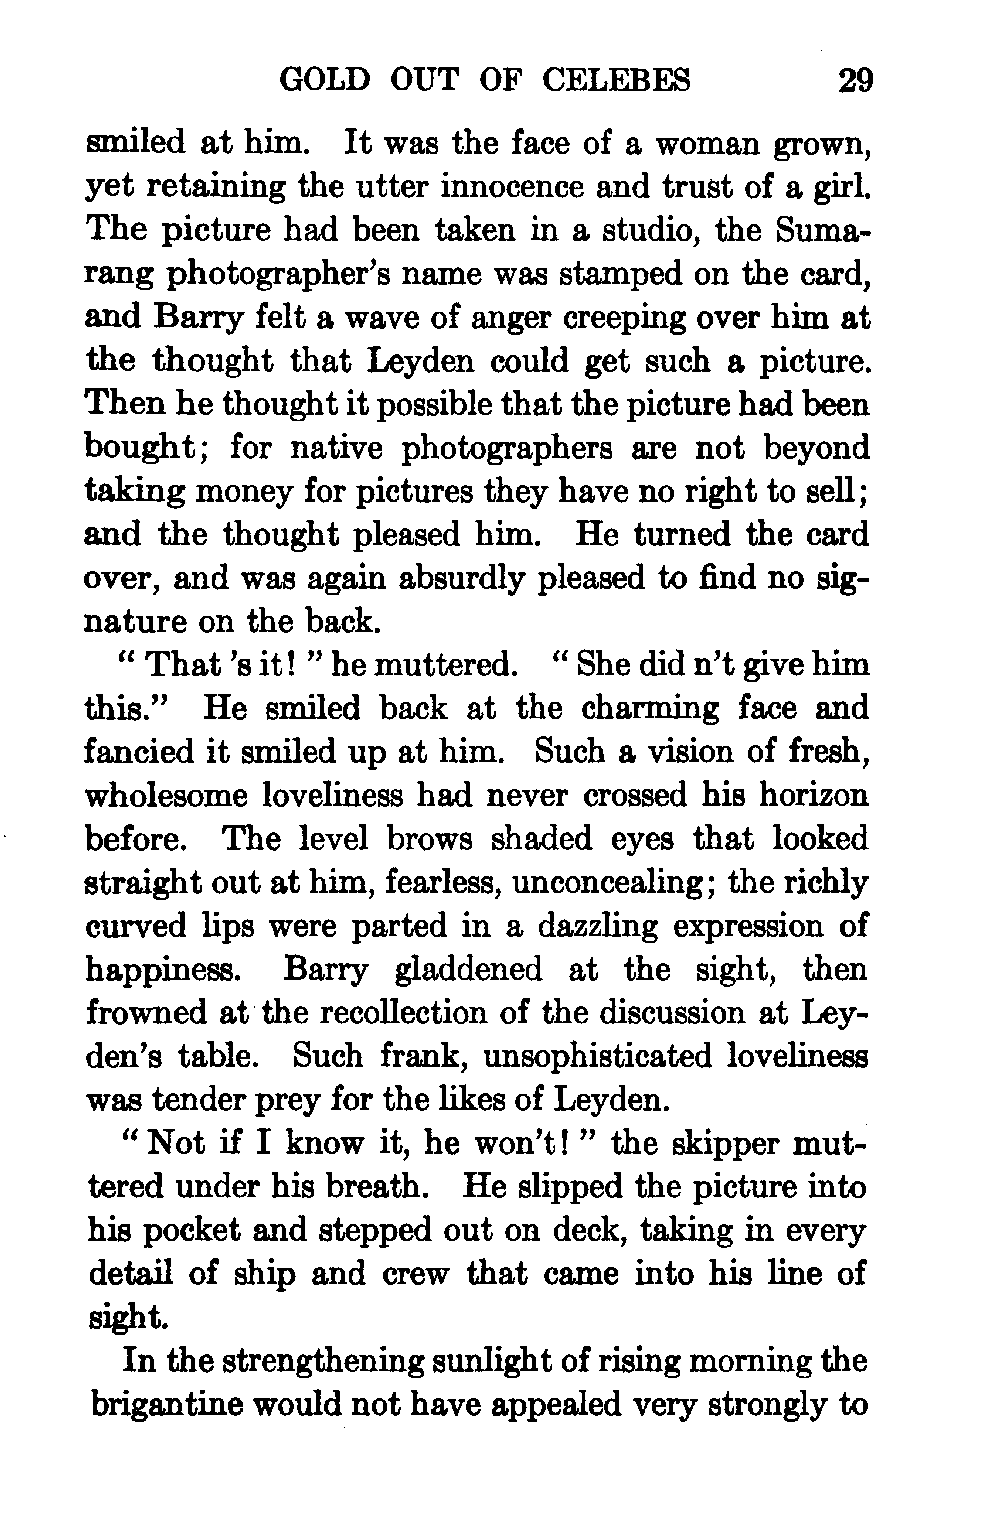 GOLD OUT OF CELEBES 29
smiled at him. It was the face of a woman grown,
yet retaining the utter innocence and trust of a girl.
The picture had been taken in a studio, the Suma-
rang photographer's name was stamped on the card,
and Barry felt a wave of anger creeping over him at
the thought that Leyden could get such a picture.
Then he thought it possible that the picture had been
bought; for native photographers are not beyond
taking money for pictures they have no right to sell;
and the thought pleased him. He turned the card
over, and was again absurdly pleased to find no sig-
nature on the back.
" That 's it! " he muttered. " She did n't give him
this." He smiled back at the charming face and
fancied it smiled up at him. Such a vision of fresh,
wholesome loveliness had never crossed his horizon
before. The level brows shaded eyes that looked
straight out at him, fearless, unconcealing; the richly
curved lips were parted in a dazzling expression of
happiness. Barry gladdened at the sight, then
frowned at the recollection of the discussion at Ley-
den's table. Such frank, unsophisticated loveliness
was tender prey for the likes of Leyden.
" Not if I know it, he won't! " the skipper mut-
tered under his breath. He slipped the picture into
his pocket and stepped out on deck, taking in every
detail of ship and crew that came into his line of
sight.
In the strengthening sunlight of rising morning the
brigantine would not have appealed very strongly to